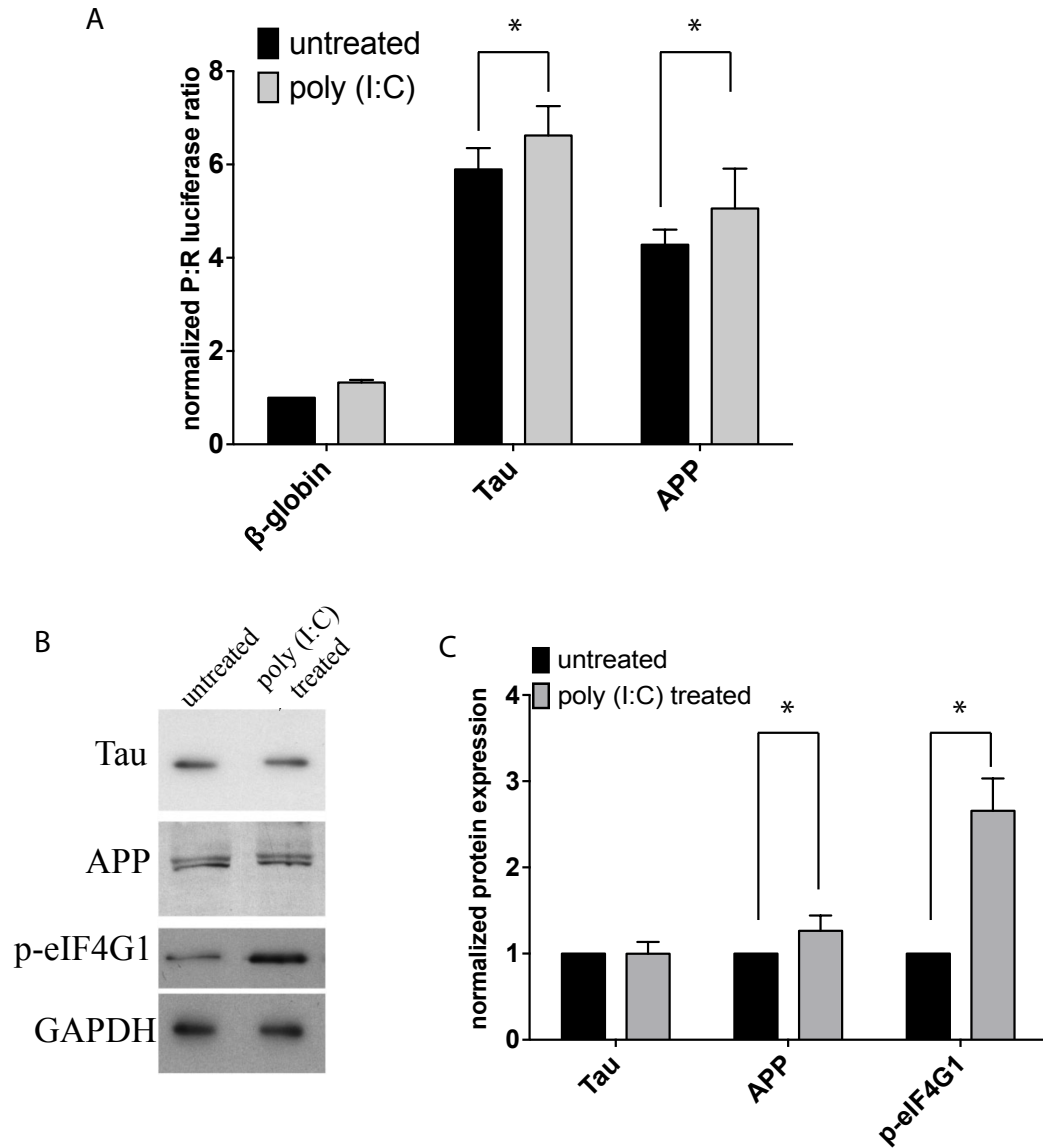 A
untreated
poly (I:C)
*
*
normalized P:R luciferase ratio
8
6
4
2
0
β-globin
Tau
APP
B
untreated
poly (I:C)
treated
Tau
APP
p-eIF4G1
GAPDH
C
untreated
poly (I:C) treated
*
*
normalized protein expression
4
3
2
1
0
Tau
APP
p-eIF4G1